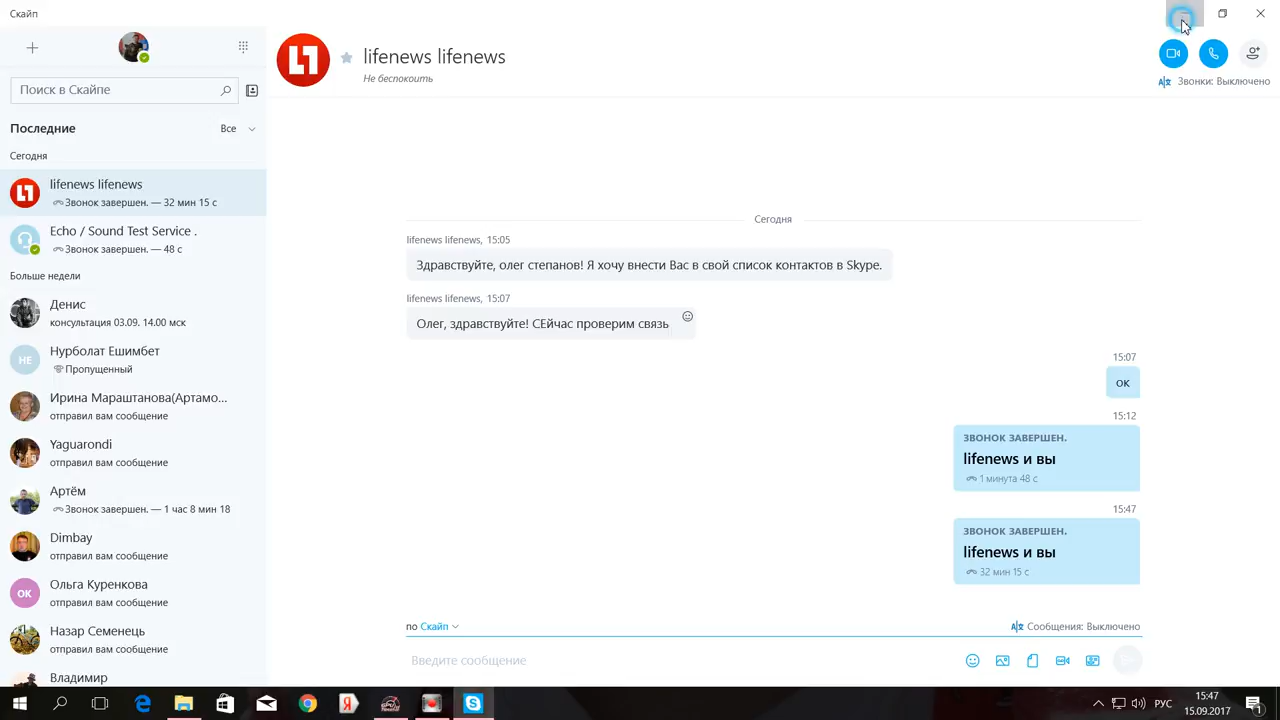 Скайп
Поиск в Скайпе
Последние
Все
Сегодня
lifenews lifenews
Звонок завершен. — 32 мин 15 с
Echo / Sound Test Service .
Звонок завершен. — 48 с
Больше недели
Денис
консультация 03.09. 14.00 мск
НЕ
Нурболат Ешимбет
Пропущенный
Ирина Мараштанова(Артамо...
отправил вам сообщение
Yaguarondi
отправил вам сообщение
Артём
Звонок завершен. — 1 час 8 мин 18
Dimbay
отправил вам сообщение
ОК
Ольга Куренкова
отправил вам сообщение
Назар Семенець
отправил вам сообщение
Владимир
lifenews lifenews
Не беспокоить
Звонки: Выключено
Сегодня
lifenews lifenews, 15:05
Здравствуйте, олег степанов! Я хочу внести Вас в свой список контактов в Skype.
lifenews lifenews, 15:07
Олег, здравствуйте! СЕйчас проверим связь
15:07
ок
15:12
ЗВОНОК ЗАВЕРШЕН.
lifenews и вы
1 минута 48 с
15:47
ЗВОНОК ЗАВЕРШЕН.
lifenews и вы
32 мин 15 с
по Скайп
Сообщения: Выключено
Введите сообщение
РУС
15:47
15.09.2017
1